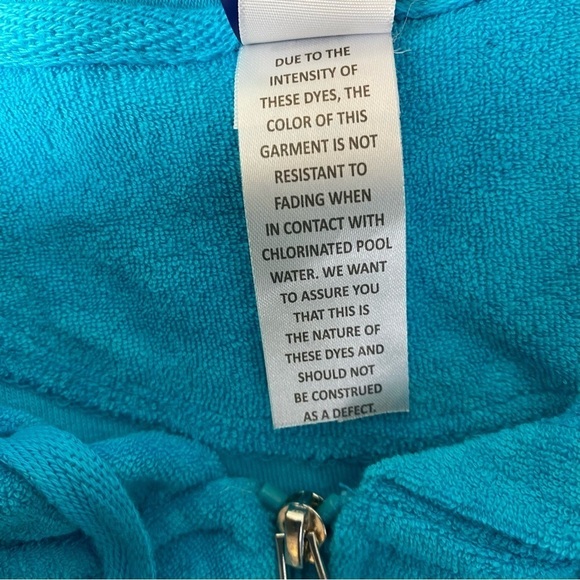 DUE TO THE
INTENSITY OF
THESE DYES, THE
COLOR OF THIS
GARMENT IS NOT
RESISTANT TO
FADING WHEN
IN CONTACT WITH
CHLORINATED POOL
WATER. WE WANT
TO ASSURE YOU
THAT THIS IS
THE NATURE OF
THESE DYES AND
SHOULD NOT
BE CONSTRUED
AS A DEFECT.